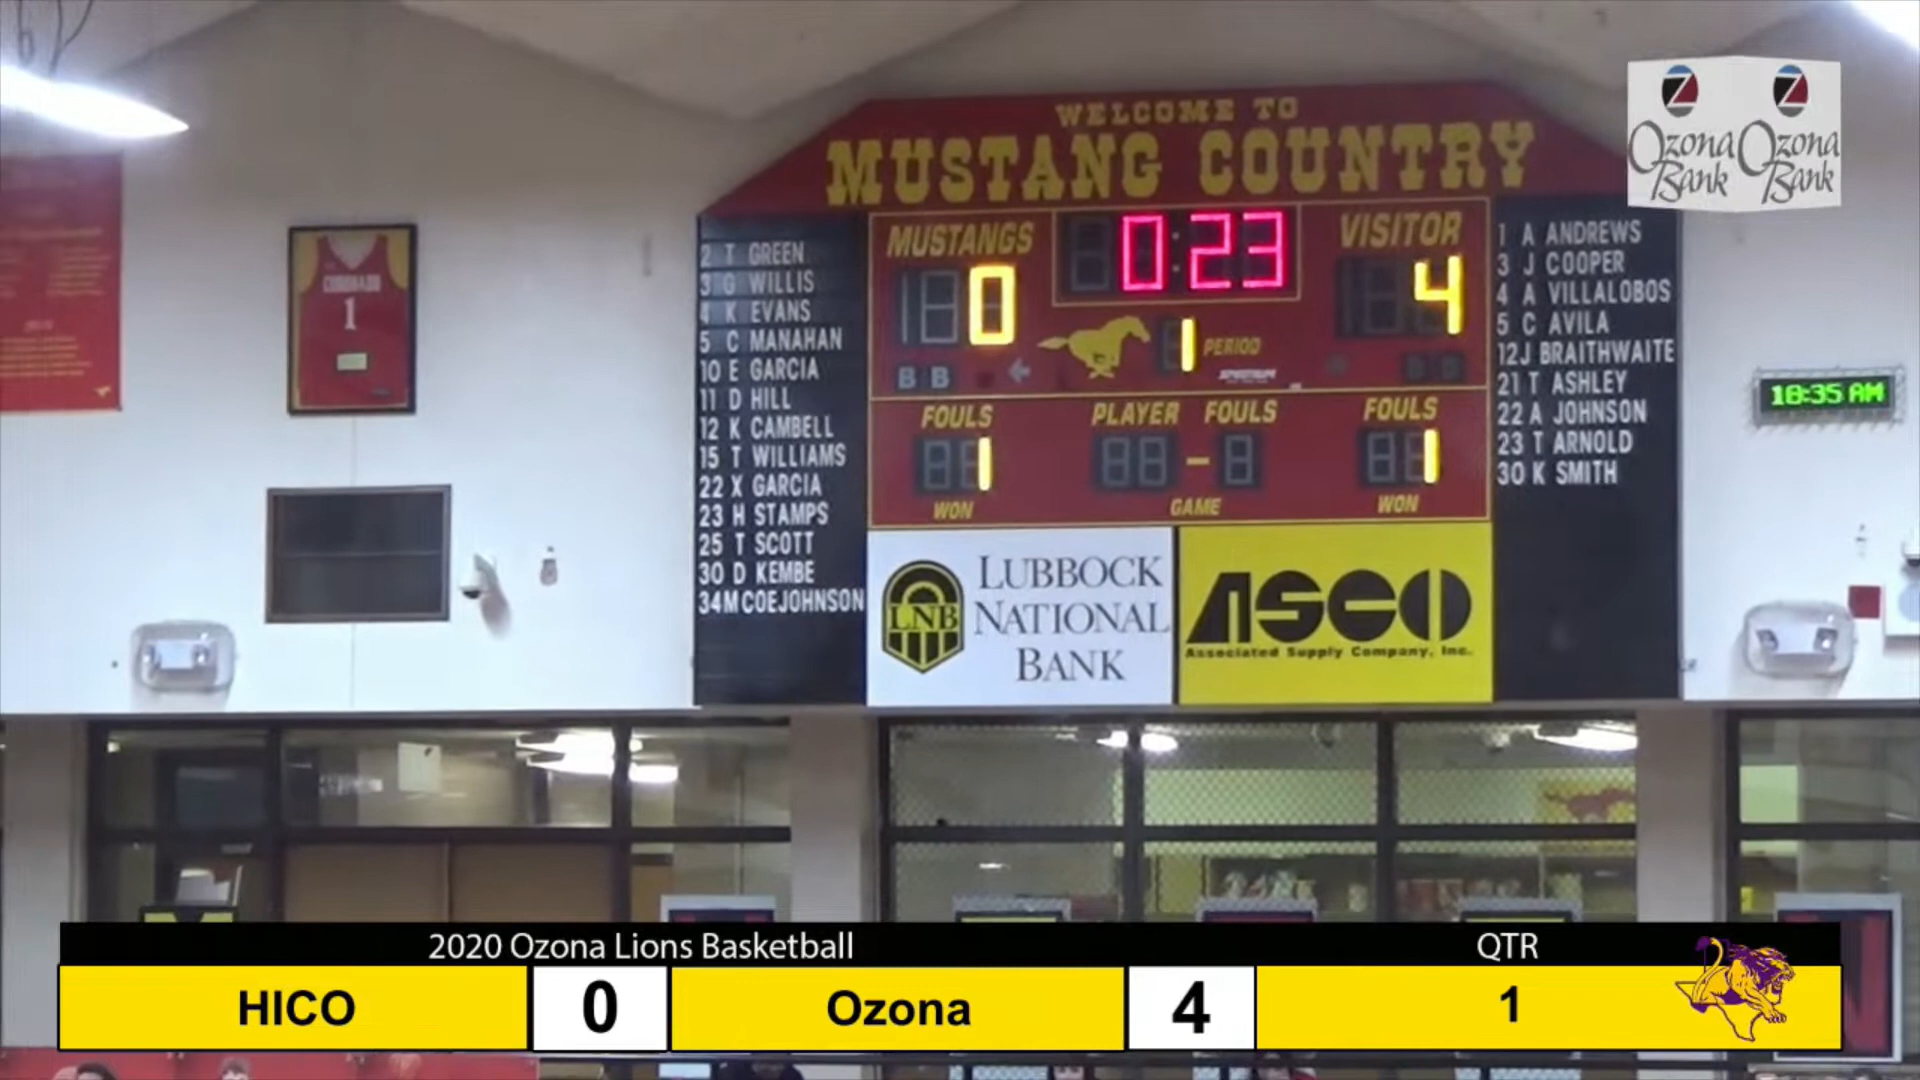 WELCOME TO
MUSTANG COUNTRY
Ozona Bank
Ozona Bank
MUSTANGS
0:23
VISITOR
0
4
1
PERIOD
B B
FOULS
PLAYER FOULS
FOULS
1
1
WON
GAME
WON
2 T GREEN
3 G WILLIS
4 K EVANS
5 C MANAHAN
10 E GARCIA
11 D HILL
12 K CAMBELL
15 T WILLIAMS
22 X GARCIA
23 H STAMPS
25 T SCOTT
30 D KEMBE
34 M COEJOHNSON
1 A ANDREWS
3 J COOPER
4 A VILLALOBOS
5 C AVILA
12 J BRAITHWAITE
21 T ASHLEY
22 A JOHNSON
23 T ARNOLD
30 K SMITH
CORONADO
1
LNB
LUBBOCK
NATIONAL
BANK
ASCO
Associated Supply Company, Inc.
2020 Ozona Lions Basketball
QTR
HICO
0
Ozona
4
1